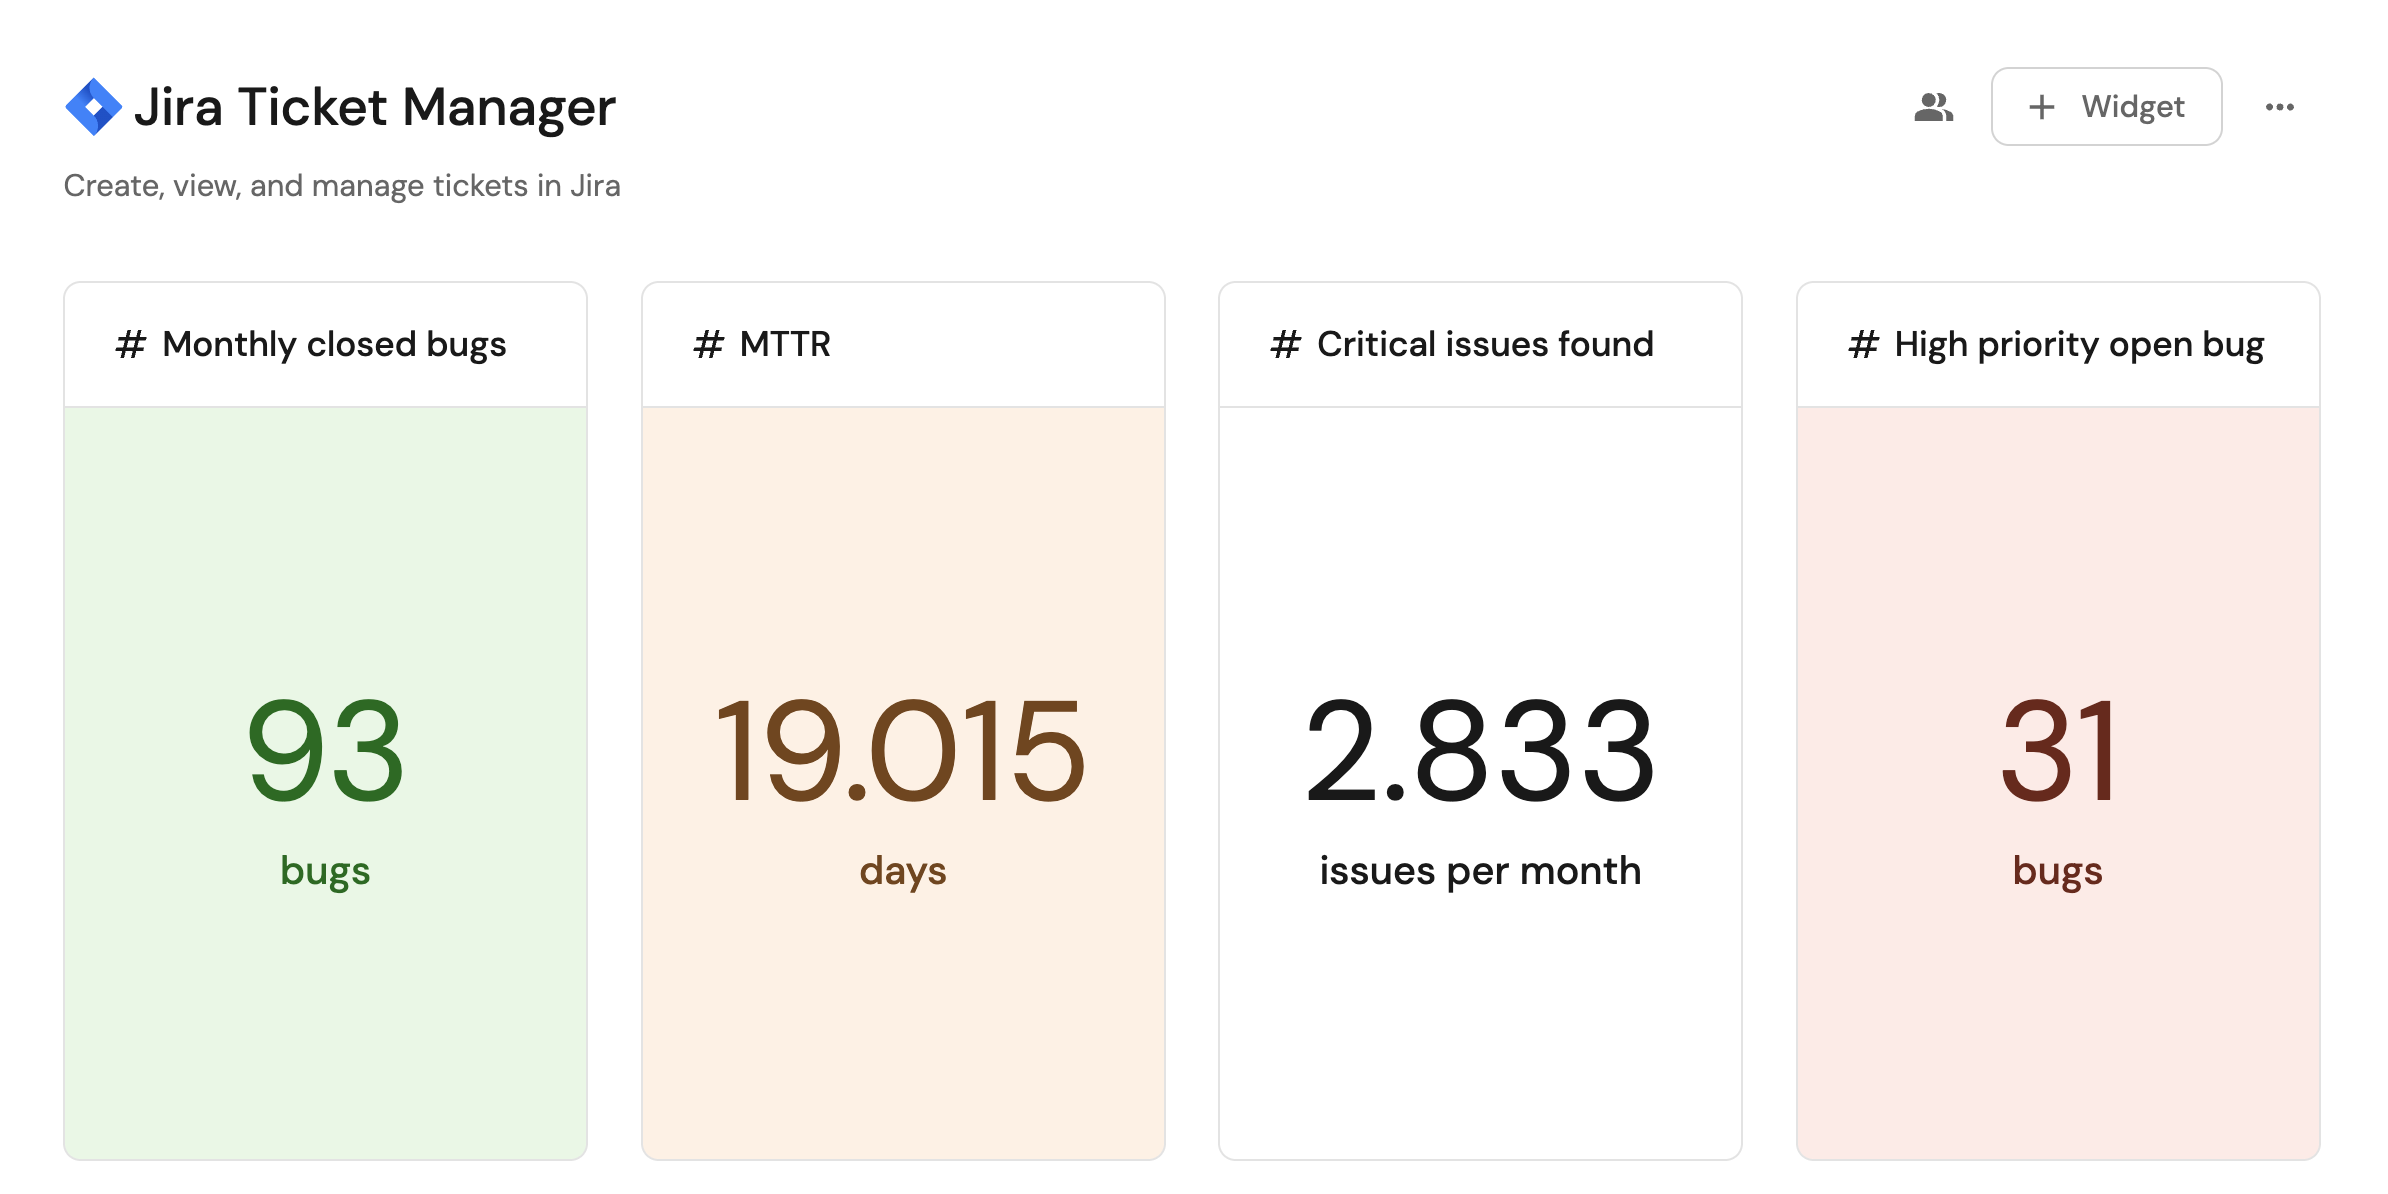 Jira Ticket Manager
+ Widget
Create, view, and manage tickets in Jira
# Monthly closed bugs
93
bugs
# MTTR
19.015
days
# Critical issues found
2.833
issues per month
# High priority open bug
31
bugs